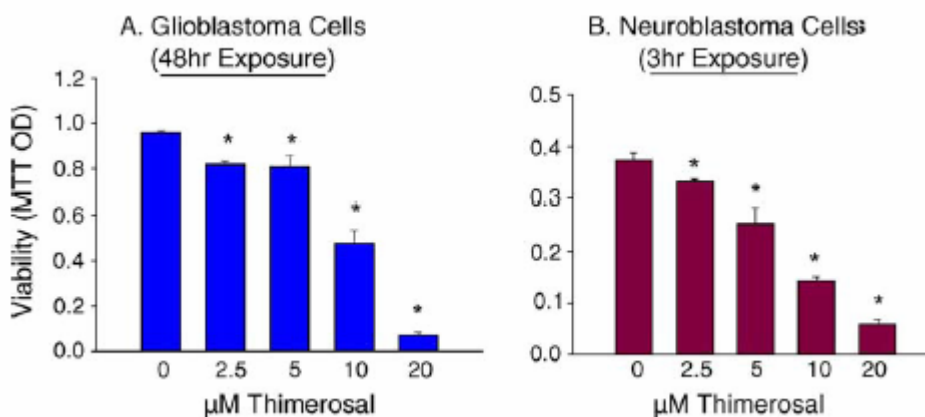 A. Glioblastoma Cells
(48hr Exposure)
Viability (MTT OD)
1.2
1.0
0.8
0.6
0.4
0.2
0.0
*
*
*
*
0 2.5 5 10 20
µM Thimerosal
B. Neuroblastoma Cells
(3hr Exposure)
0.5
0.4
0.3
0.2
0.1
0.0
*
*
*
*
0 2.5 5 10 20
µM Thimerosal